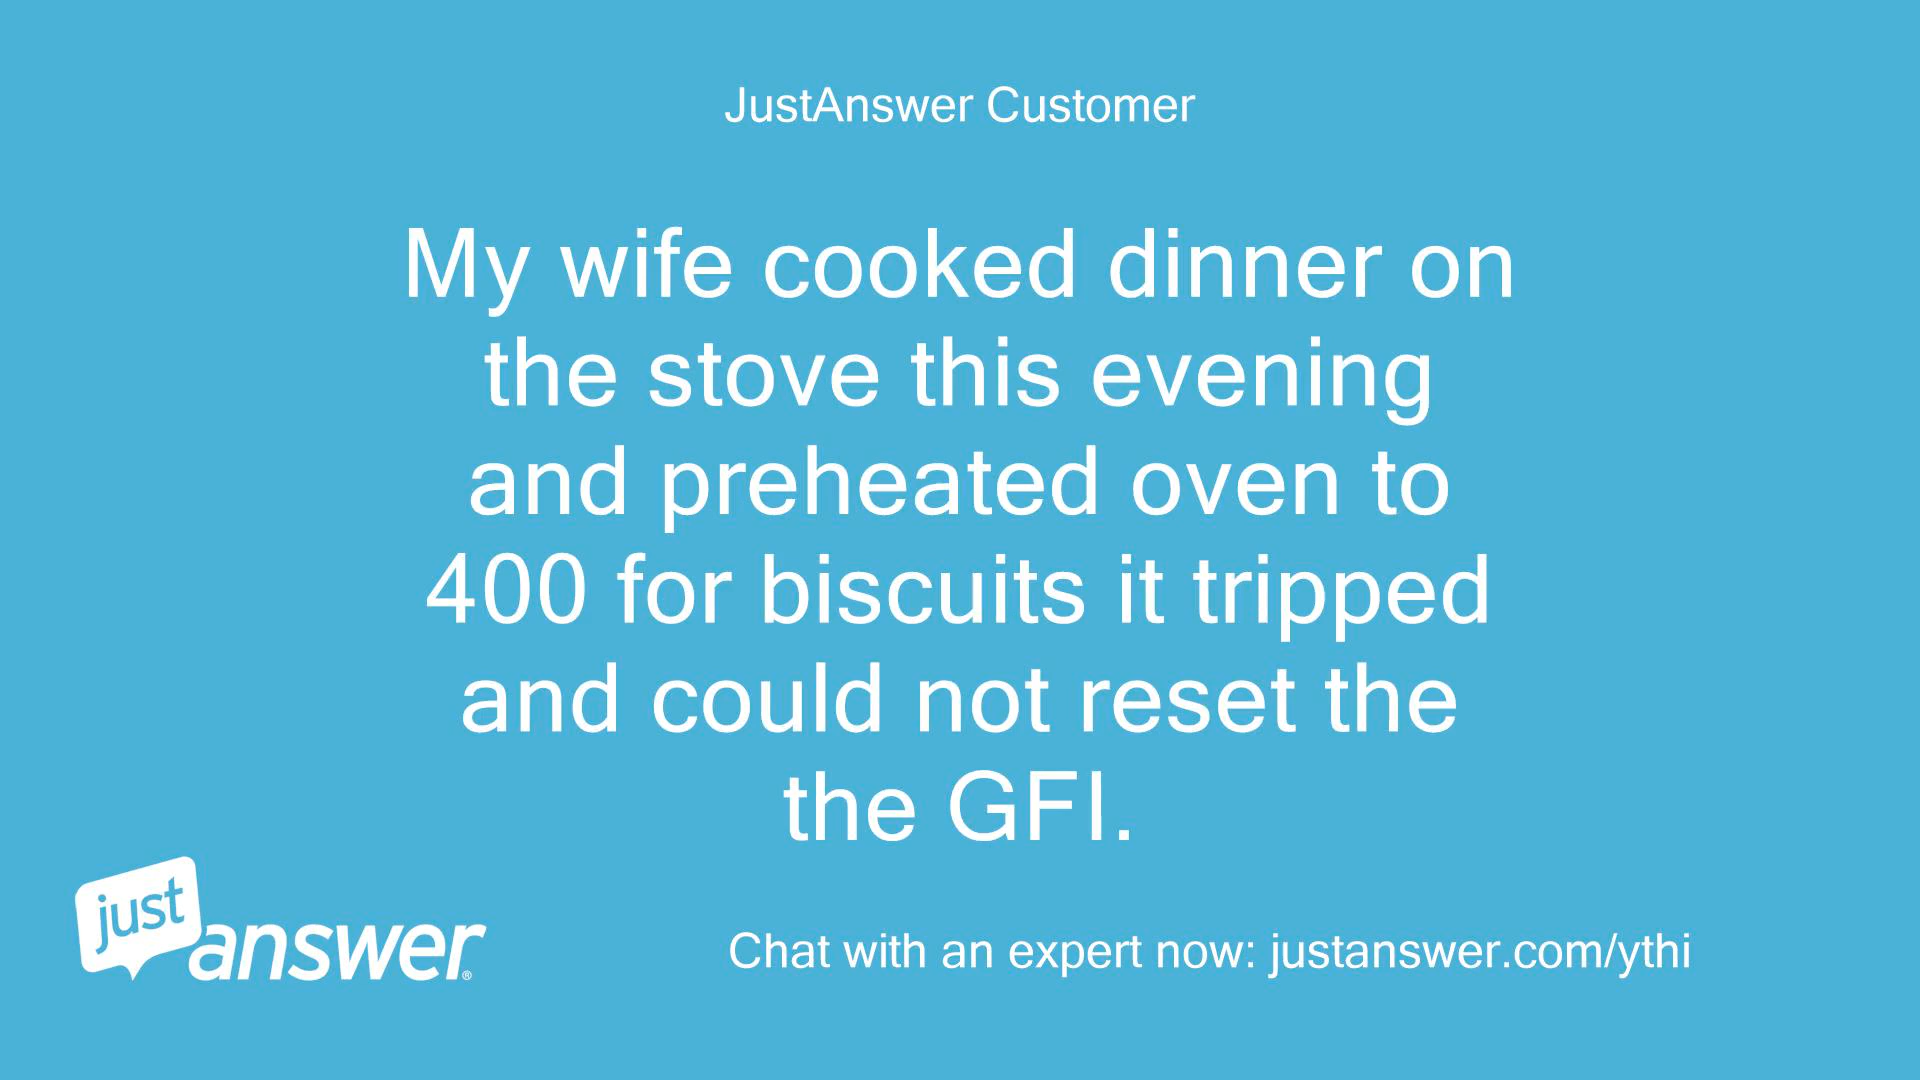 JustAnswer Customer
My wife cooked dinner on
the stove this evening
and preheated oven to
400 for biscuits it tripped
and could not reset the
the GFI.
just
answer®
Chat with an expert now: justanswer.com/ythi